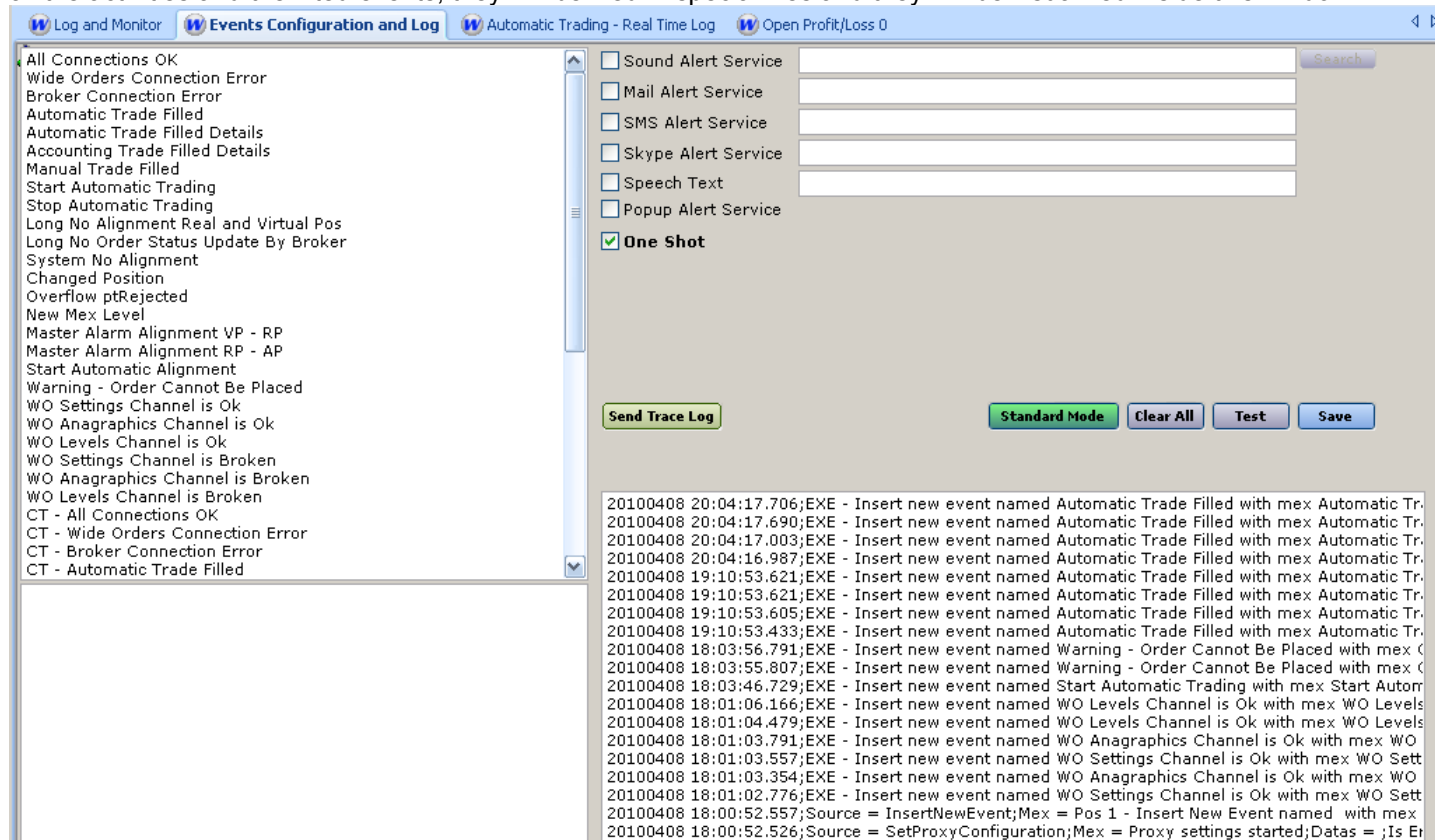 Log and Monitor
Events Configuration and Log
Automatic Trading - Real Time Log
Open Profit/Loss 0
All Connections OK
Wide Orders Connection Error
Broker Connection Error
Automatic Trade Filled
Automatic Trade Filled Details
Accounting Trade Filled Details
Manual Trade Filled
Start Automatic Trading
Stop Automatic Trading
Long No Alignment Real and Virtual Pos
Long No Order Status Update By Broker
System No Alignment
Changed Position
Overflow ptRejected
New Mex Level
Master Alarm Alignment VP - RP
Master Alarm Alignment RP - AP
Start Automatic Alignment
Warning - Order Cannot Be Placed
WO Settings Channel is Ok
WO Anagraphics Channel is Ok
WO Levels Channel is Ok
WO Settings Channel is Broken
WO Anagraphics Channel is Broken
WO Levels Channel is Broken
CT - All Connections OK
CT - Wide Orders Connection Error
CT - Broker Connection Error
CT - Automatic Trade Filled
Sound Alert Service
Search
Mail Alert Service
SMS Alert Service
Skype Alert Service
Speech Text
Popup Alert Service
One Shot
Send Trace Log
Standard Mode
Clear All
Test
Save
20100408 20:04:17.706;EXE - Insert new event named Automatic Trade Filled with mex Automatic Tr
20100408 20:04:17.690;EXE - Insert new event named Automatic Trade Filled with mex Automatic Tr
20100408 20:04:17.003;EXE - Insert new event named Automatic Trade Filled with mex Automatic Tr
20100408 20:04:16.987;EXE - Insert new event named Automatic Trade Filled with mex Automatic Tr
20100408 19:10:53.621;EXE - Insert new event named Automatic Trade Filled with mex Automatic Tr
20100408 19:10:53.621;EXE - Insert new event named Automatic Trade Filled with mex Automatic Tr
20100408 19:10:53.605;EXE - Insert new event named Automatic Trade Filled with mex Automatic Tr
20100408 19:10:53.433;EXE - Insert new event named Automatic Trade Filled with mex Automatic Tr
20100408 18:03:56.791;EXE - Insert new event named Warning - Order Cannot Be Placed with mex
20100408 18:03:55.807;EXE - Insert new event named Warning - Order Cannot Be Placed with mex
20100408 18:03:46.729;EXE - Insert new event named Start Automatic Trading with mex Start Autom
20100408 18:01:06.166;EXE - Insert new event named WO Levels Channel is Ok with mex WO Levels
20100408 18:01:04.479;EXE - Insert new event named WO Levels Channel is Ok with mex WO Levels
20100408 18:01:03.791;EXE - Insert new event named WO Anagraphics Channel is Ok with mex WO
20100408 18:01:03.557;EXE - Insert new event named WO Settings Channel is Ok with mex WO Sett
20100408 18:01:03.354;EXE - Insert new event named WO Anagraphics Channel is Ok with mex WO
20100408 18:01:02.776;EXE - Insert new event named WO Settings Channel is Ok with mex WO Sett
20100408 18:00:52.557;Source = InsertNewEvent;Mex = Pos 1 - Insert New Event named with mex
20100408 18:00:52.526;Source = SetProxyConfiguration;Mex = Proxy settings started;Datas = ;Is Er